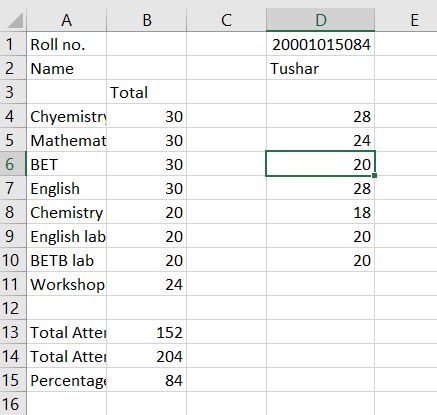 A B C D E
1 Roll no. 20001015084
2 Name Tushar
3 Total
4 Chyemistry 30 28
5 Mathemat 30 24
6 BET 30 20
7 English 30 28
8 Chemistry 20 18
9 English lab 20 20
10 BETB lab 20 20
11 Workshop 24
12
13 Total Atter 152
14 Total Atter 204
15 Percentage 84
16